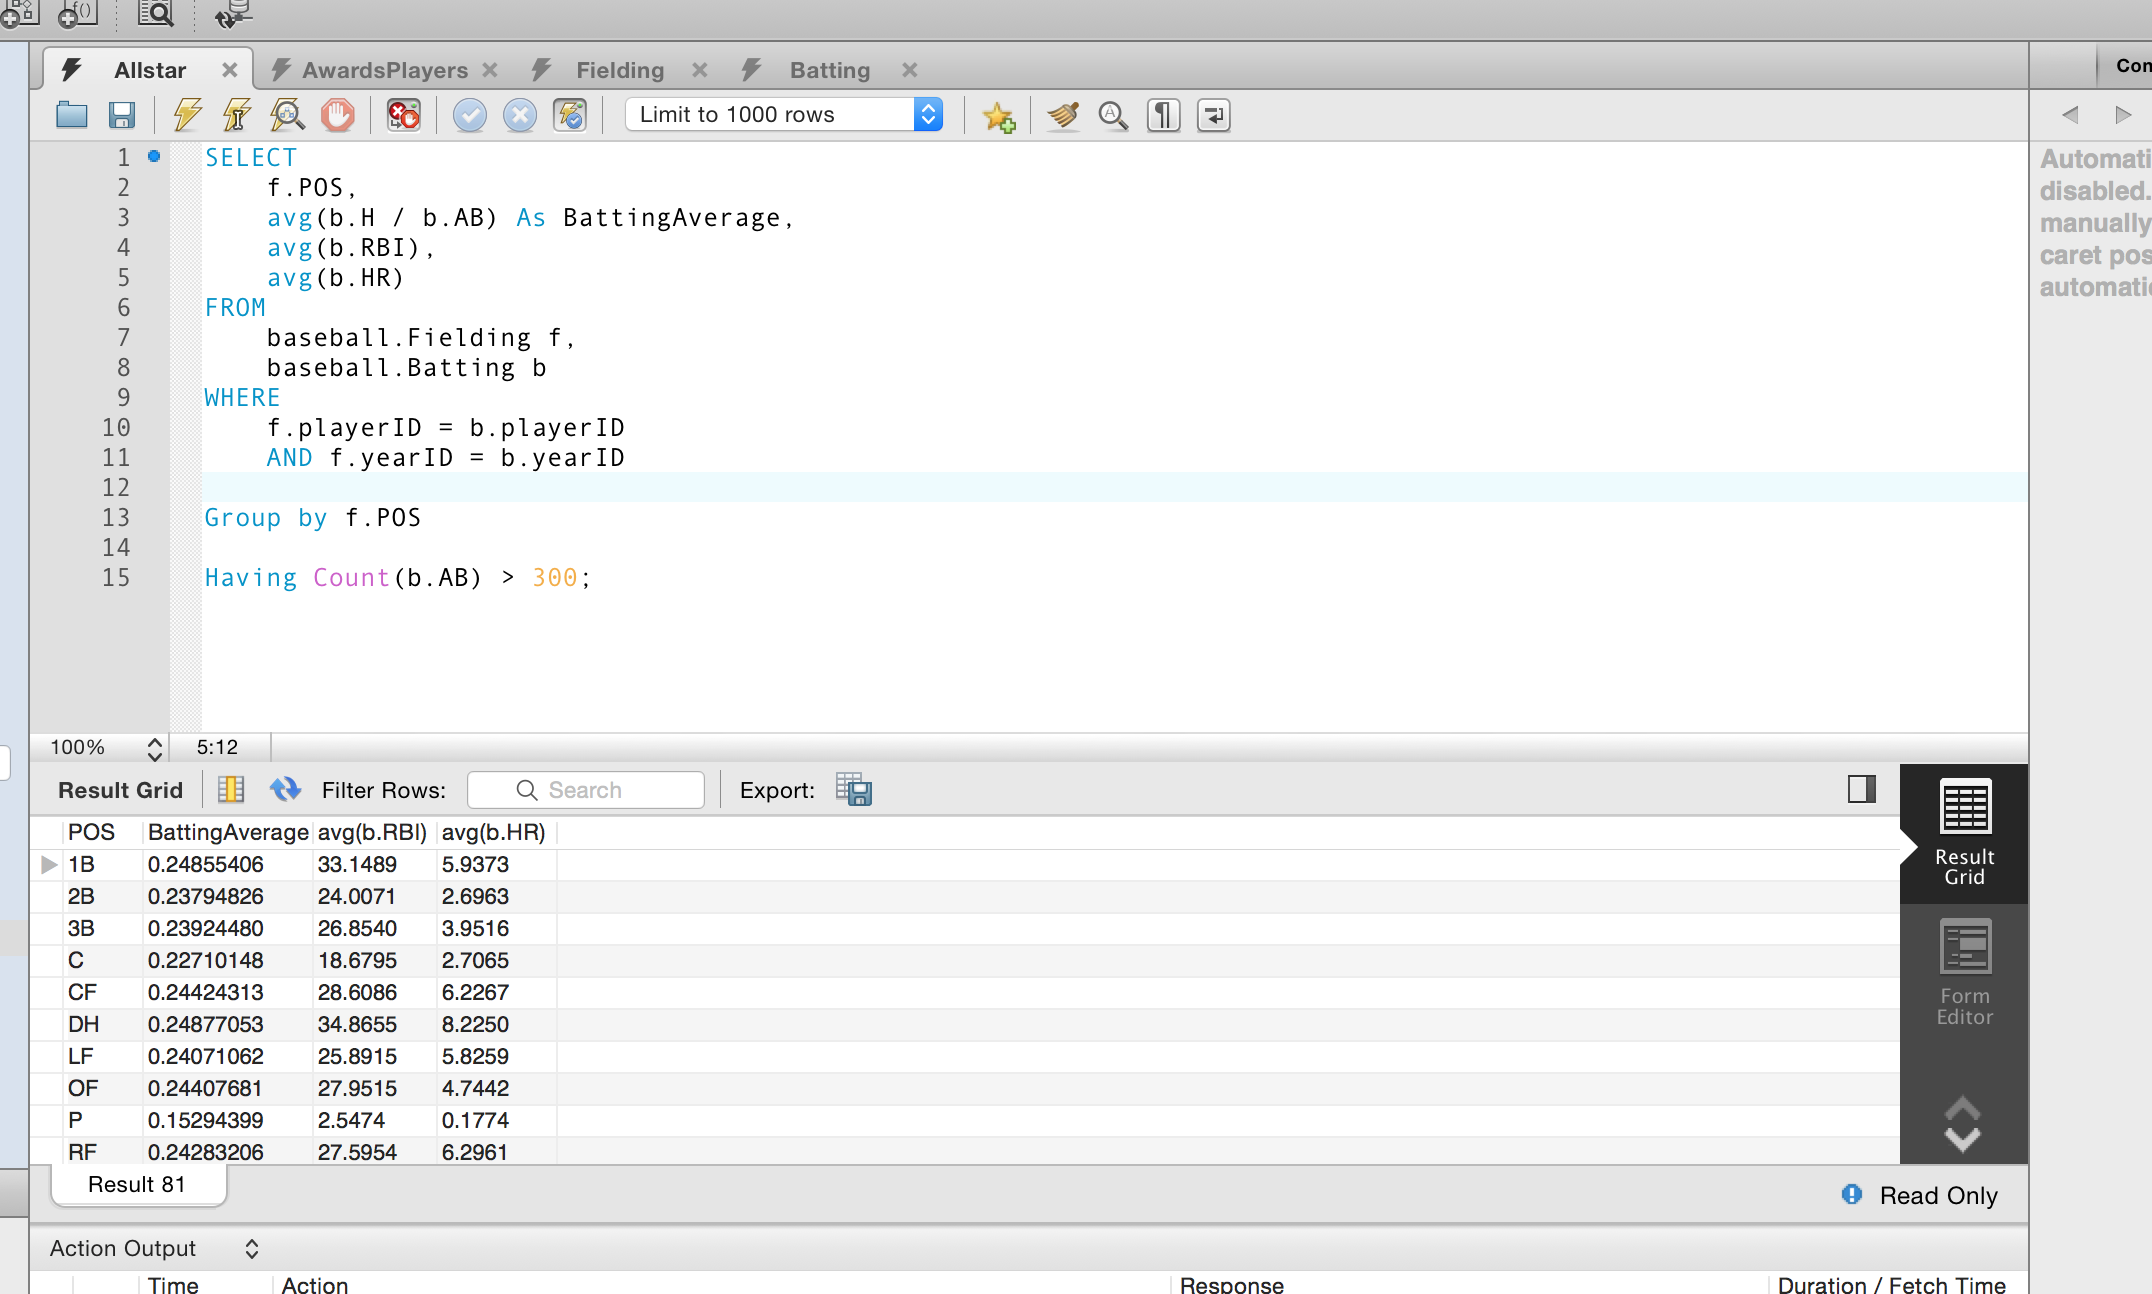 f()
Allstar
AwardsPlayers
Fielding
Batting
Con
Limit to 1000 rows
Automati
disabled.
manually
caret pos
automatic
1 SELECT
2 f.POS,
3 avg(b.H / b.AB) As BattingAverage,
4 avg(b.RBI),
5 avg(b.HR)
6 FROM
7 baseball.Fielding f,
8 baseball.Batting b
9 WHERE
10 f.playerID = b.playerID
11 AND f.yearID = b.yearID
12
13 Group by f.POS
14
15 Having Count(b.AB) > 300;
100% 5:12
Result Grid Filter Rows: Search Export:
POS BattingAverage avg(b.RBI) avg(b.HR)
1B 0.24855406 33.1489 5.9373
2B 0.23794826 24.0071 2.6963
3B 0.23924480 26.8540 3.9516
C 0.22710148 18.6795 2.7065
CF 0.24424313 28.6086 6.2267
DH 0.24877053 34.8655 8.2250
LF 0.24071062 25.8915 5.8259
OF 0.24407681 27.9515 4.7442
P 0.15294399 2.5474 0.1774
RF 0.24283206 27.5954 6.2961
Result
Grid
Form
Editor
Result 81
Read Only
Action Output
Time Action Response Duration / Fetch Time